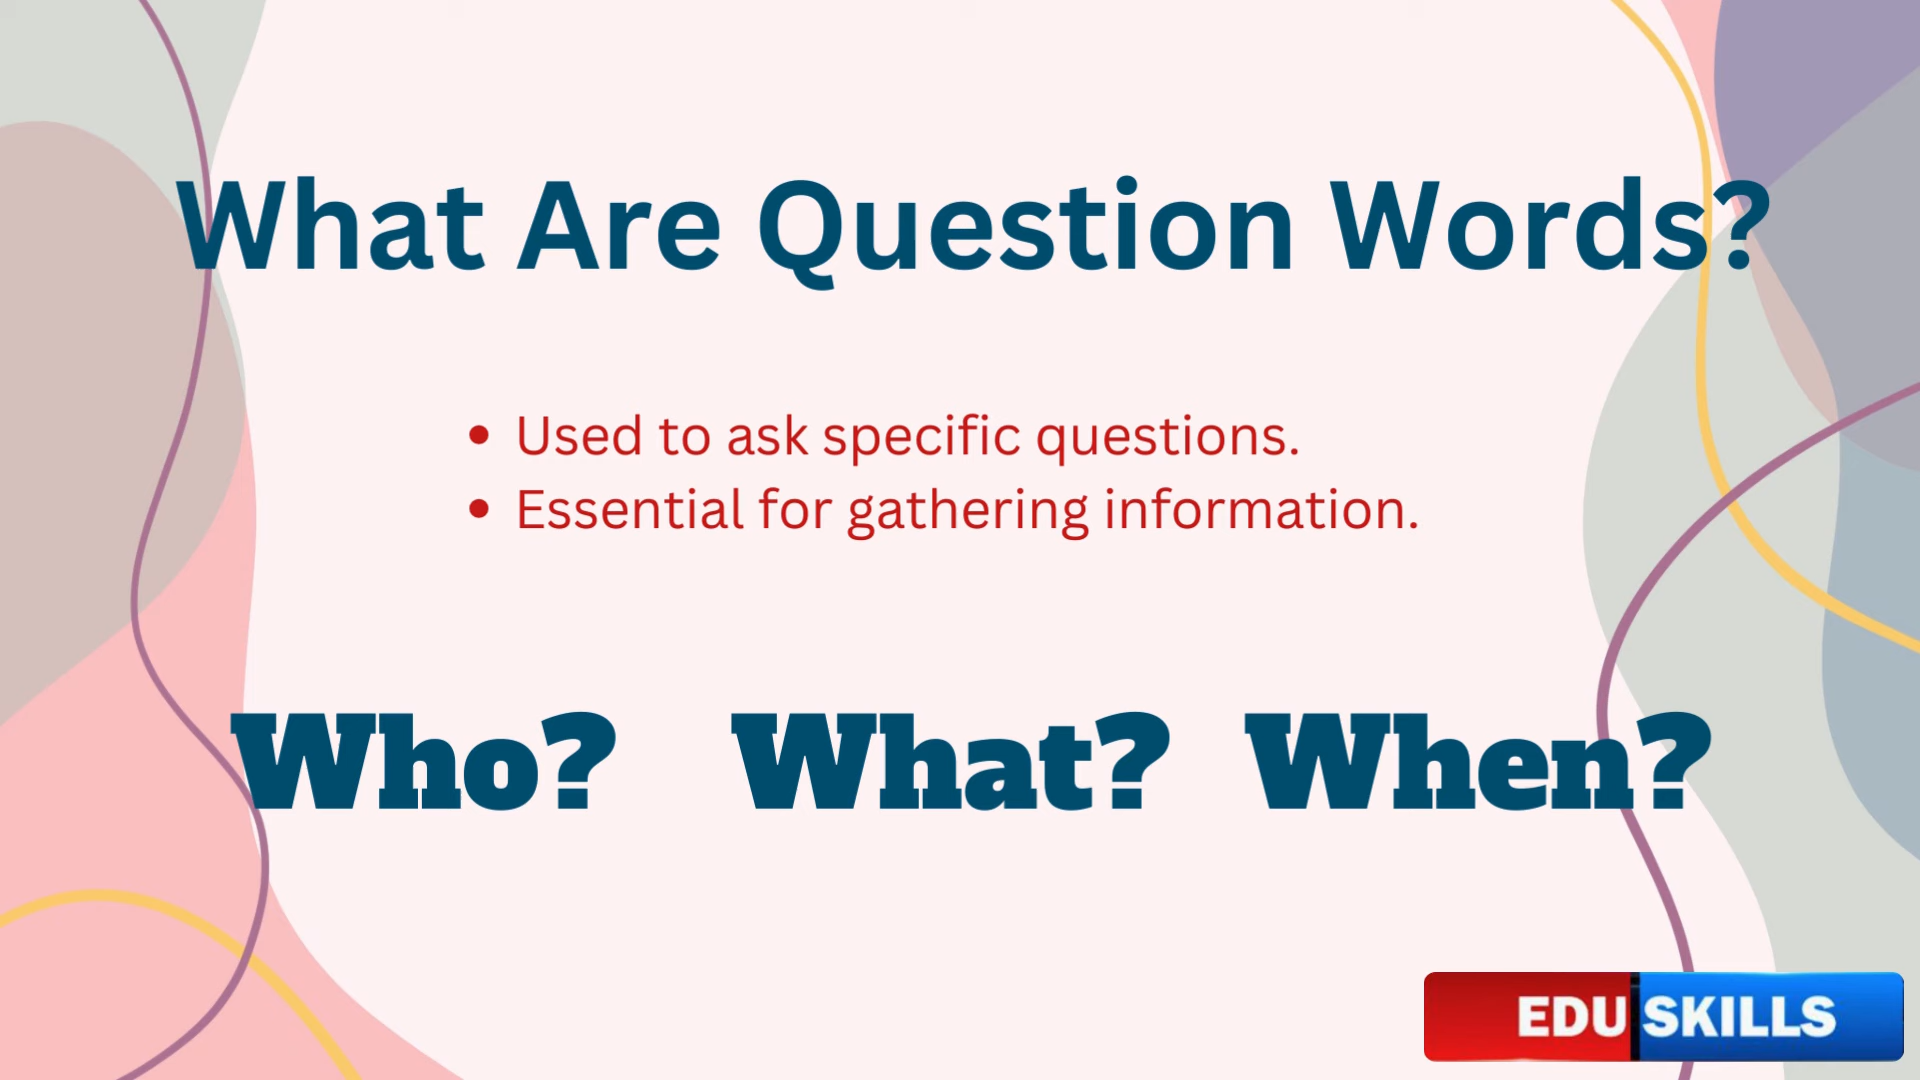 What Are Question Words?
• Used to ask specific questions.
• Essential for gathering information.
Who? What? When?
EDU SKILLS